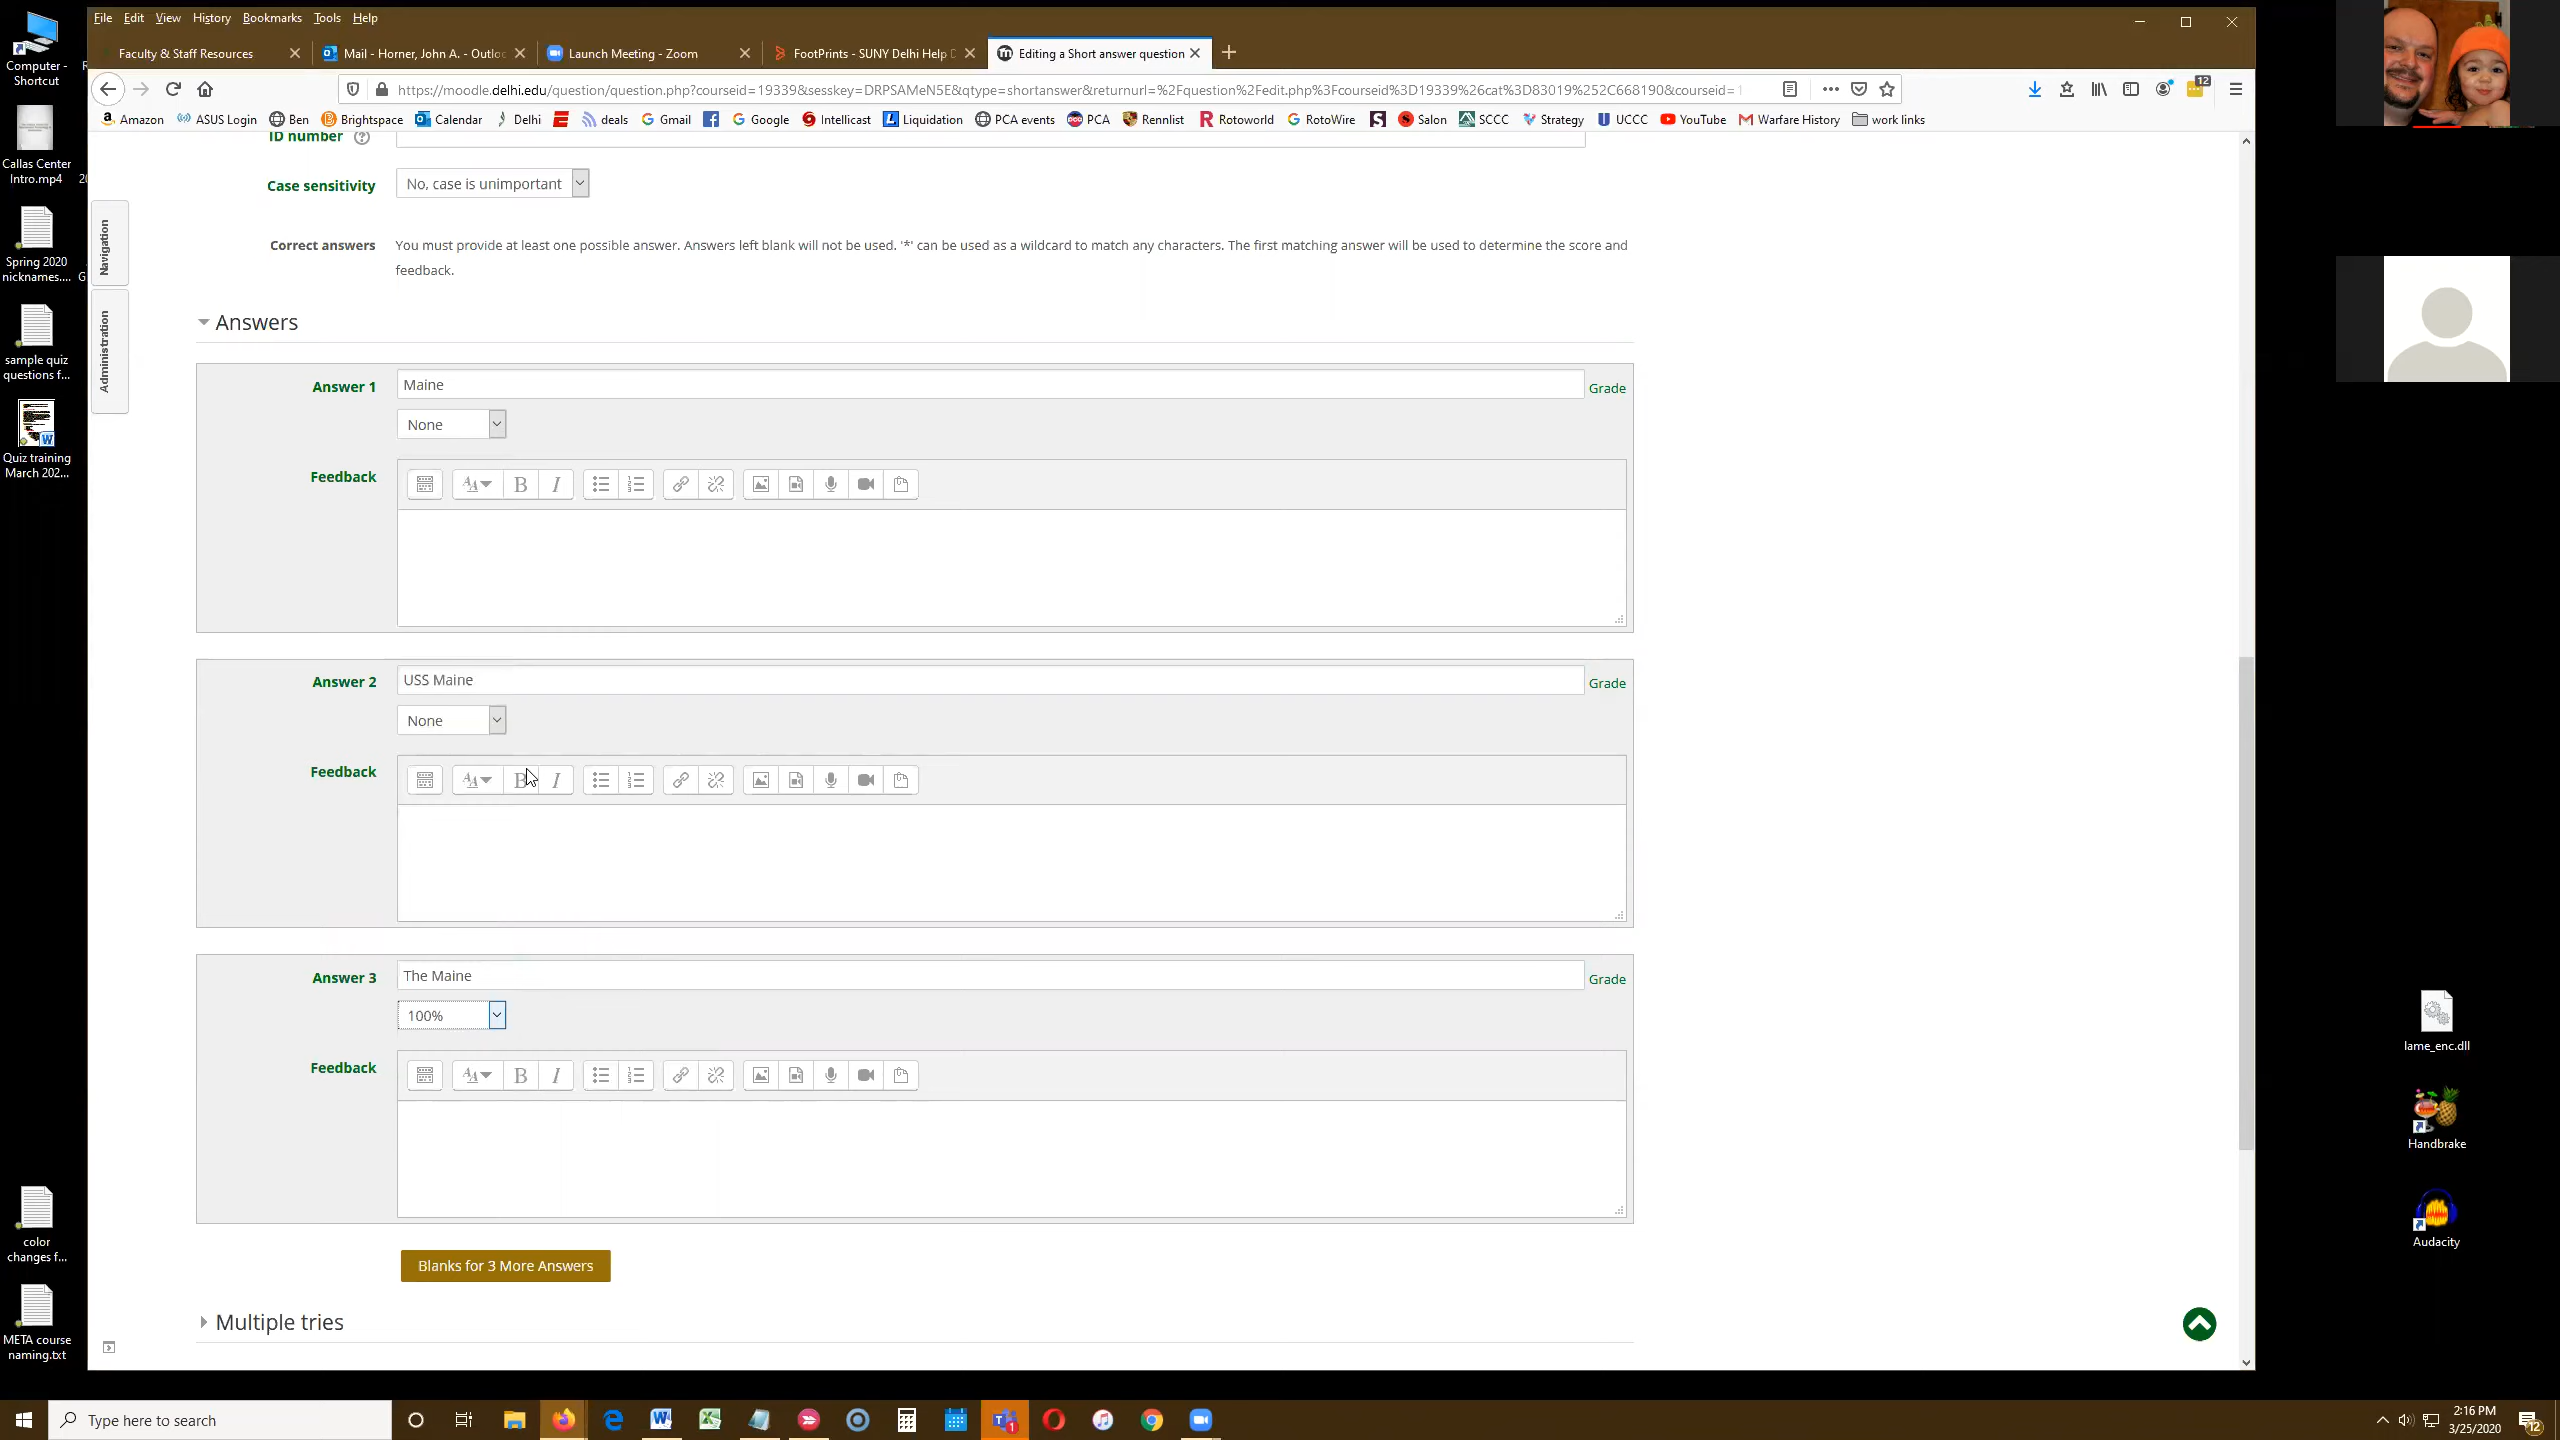 File Edit View History Bookmarks Tools Help
Faculty & Staff Resources
Mail - Horner, John A. - Outlo
Launch Meeting - Zoom
FootPrints - SUNY Delhi Help D
Editing a Short answer question
https://moodle.delhi.edu/question/question.php?courseid=19339&sesskey=DRPSAMeN5E&qtype=shortanswer&returnurl=%2Fquestion%2Fedit.php%3Fcourseid%3D19339%26cat%3D83019%252C668190&courseid=
12
Amazon ASUS Login Ben Brightspace Calendar Delhi deals Gmail Google Intellicast Liquidation PCA events PCA Rennlist Rotoworld RotoWire Salon SCCC Strategy UCCC YouTube Warfare History work links
ID number
Case sensitivity No, case is unimportant
Correct answers You must provide at least one possible answer. Answers left blank will not be used. '*' can be used as a wildcard to match any characters. The first matching answer will be used to determine the score and
feedback.
Navigation
Administration
Answers
Answer 1 Maine Grade
None
Feedback
Answer 2 USS Maine Grade
None
Feedback
Answer 3 The Maine Grade
100%
Feedback
Blanks for 3 More Answers
Multiple tries
Computer -
Shortcut
Callas Center
Intro.mp4
Spring 2020
nicknames....
sample quiz
questions f...
Quiz training
March 202...
color
changes f...
META course
naming.txt
lame_enc.dll
Handbrake
Audacity
Type here to search
2:16 PM
3/25/2020
12